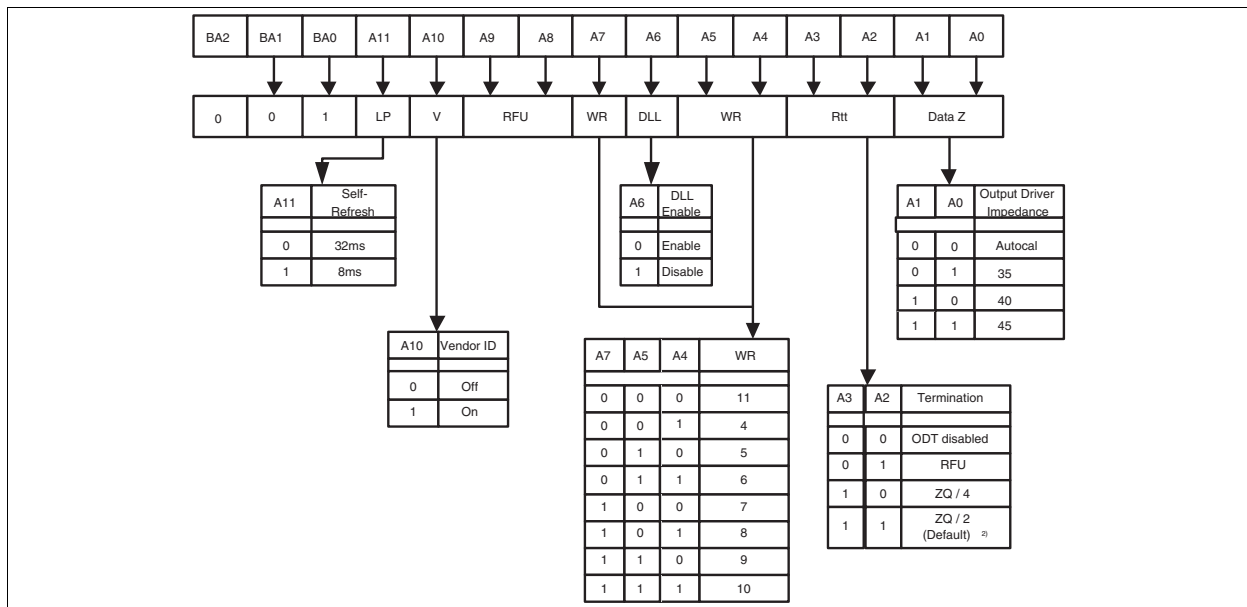 BA2 BA1 BA0 A11 A10 A9 A8 A7 A6 A5 A4 A3 A2 A1 A0
0 0 1 LP V RFU WR DLL WR Rtt Data Z
A11 Self-Refresh
0 32ms
1 8ms
A6 DLL Enable
0 Enable
1 Disable
A1 A0 Output Driver Impedance
0 0 Autocal
0 1 35
1 0 40
1 1 45
A10 Vendor ID
0 Off
1 On
A7 A5 A4 WR
0 0 0 11
0 0 1 4
0 1 0 5
0 1 1 6
1 0 0 7
1 0 1 8
1 1 0 9
1 1 1 10
A3 A2 Termination
0 0 ODT disabled
0 1 RFU
1 0 ZQ / 4
1 1 ZQ / 2
(Default) 2)